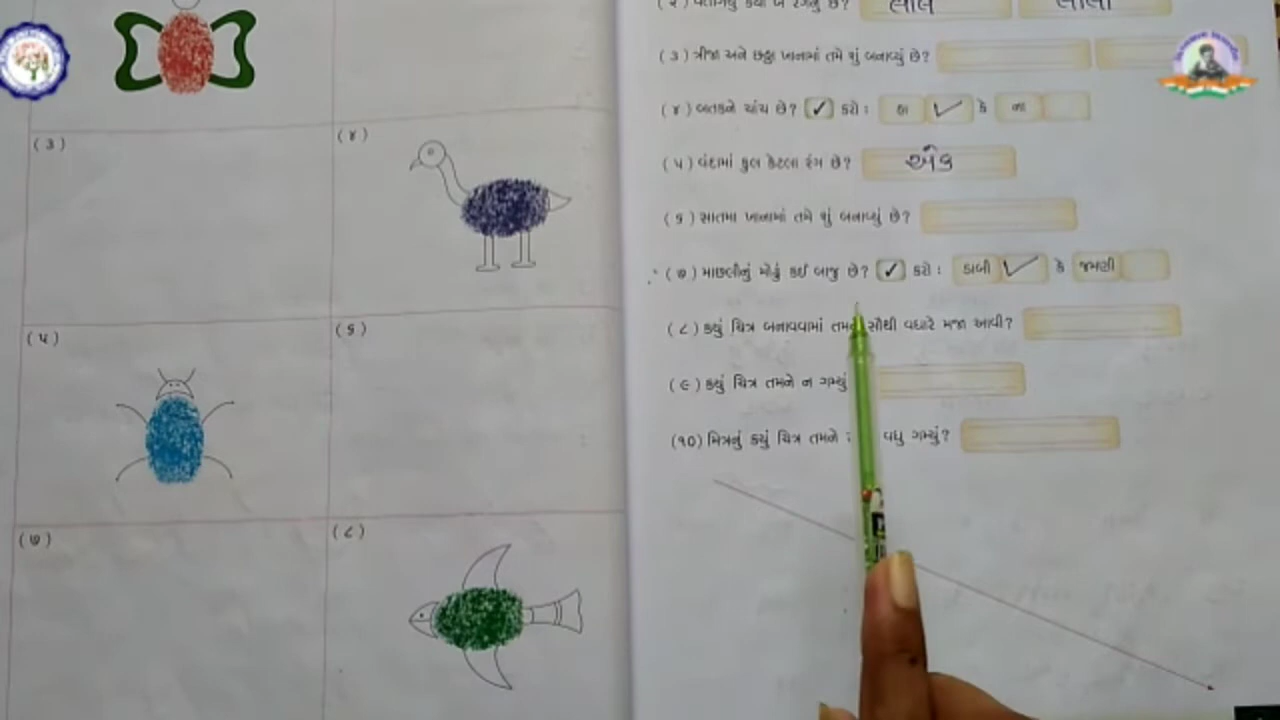 (૩)
(૪)
(૫)
(૬)
(૭)
(૮)
લાલ
લીલો
(૩) ત્રીજા અને છઠ્ઠા ખાનામાં તમે શું બનાવ્યું છે?
(૪) બતકને ચાંચ છે? ✓ કરો : હા ✓ કે ના
(૫) વંદામાં કુલ કેટલા રંગ છે? એક
(૬) સાતમા ખાનામાં તમે શું બનાવ્યું છે?
(૭) માછલીનું મોઢું કઈ બાજુ છે? ✓ કરો : ડાબી ✓ કે જમણી
(૮) કયું ચિત્ર બનાવવામાં તમને સૌથી વધારે મજા આવી?
(૯) કયું ચિત્ર તમને ન ગમ્યું
(૧૦) મિત્રનું કયું ચિત્ર તમને વધુ ગમ્યું?